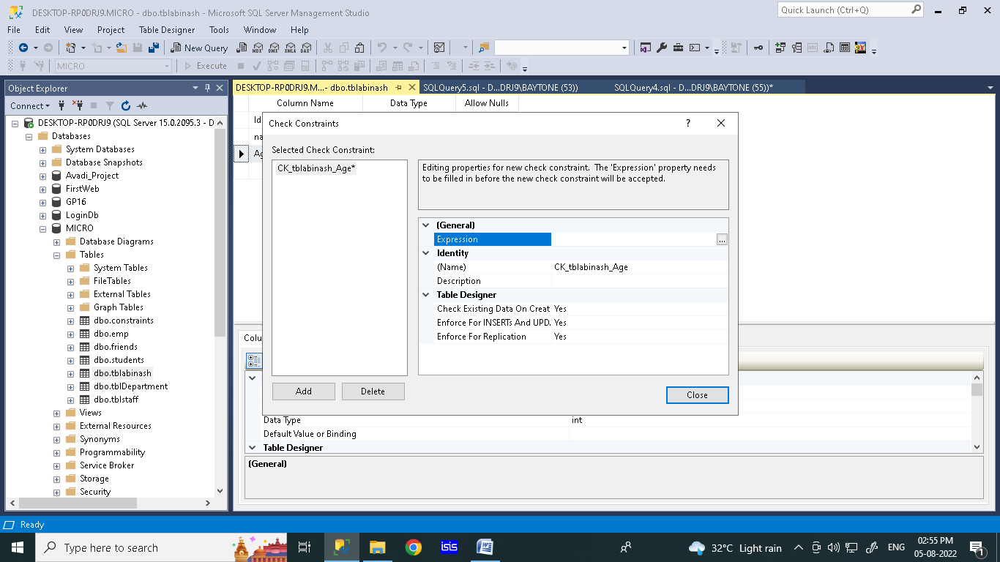 DESKTOP-RP0DRJ9.MICRO - dbo.tblabinash - Microsoft SQL Server Management Studio
Quick Launch (Ctrl+Q)
File Edit View Project Table Designer Tools Window Help
New Query
MDX DMX XMLA DAX
MICRO
Execute
Object Explorer
DESKTOP-RP0DRJ9.M...- dbo.tblabinash
SQLQuery5.sql - D...DRJ9\BAYTONE (53))
SQLQuery4.sql - D...DRJ9\BAYTONE (55))*
Connect
Column Name Data Type Allow Nulls
Id
na
Ag
DESKTOP-RP0DRJ9 (SQL Server 15.0.2095.3 - D
Databases
System Databases
Database Snapshots
Avadi_Project
FirstWeb
GP16
LoginDb
MICRO
Database Diagrams
Tables
System Tables
FileTables
External Tables
Graph Tables
dbo.constraints
dbo.emp
dbo.friends
dbo.students
dbo.tblabinash
dbo.tblDepartment
dbo.tblstaff
Views
External Resources
Synonyms
Programmability
Service Broker
Storage
Security
Check Constraints
?
Selected Check Constraint:
CK_tblabinash_Age*
Editing properties for new check constraint. The 'Expression' property needs
to be filled in before the new check constraint will be accepted.
(General)
Expression
...
Identity
(Name) CK_tblabinash_Age
Description
Table Designer
Check Existing Data On Creat Yes
Enforce For INSERTs And UPD. Yes
Enforce For Replication Yes
Add Delete
Close
Colu
Data Type int
Default Value or Binding
Table Designer
(General)
Ready
Type here to search
isis
32°C Light rain
ENG
02:55 PM
05-08-2022
1